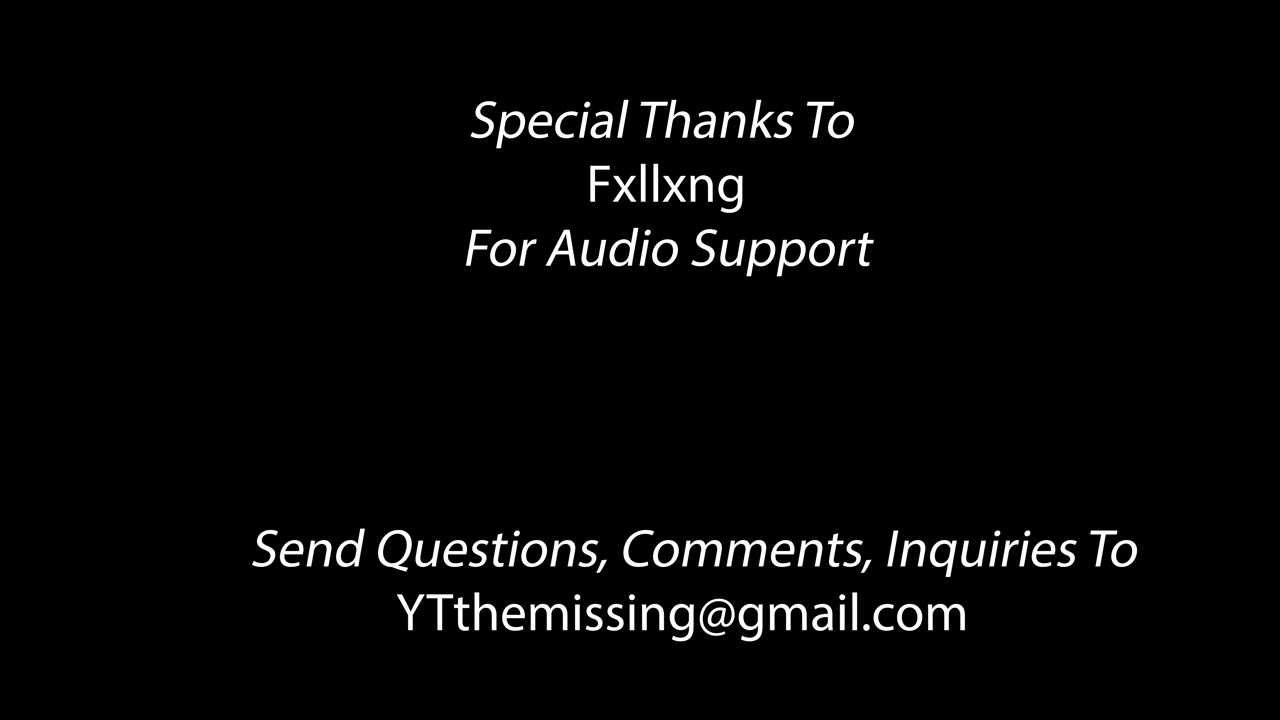 Special Thanks To
Fxllxng
For Audio Support
Send Questions, Comments, Inquiries To
YTthemissing@gmail.com